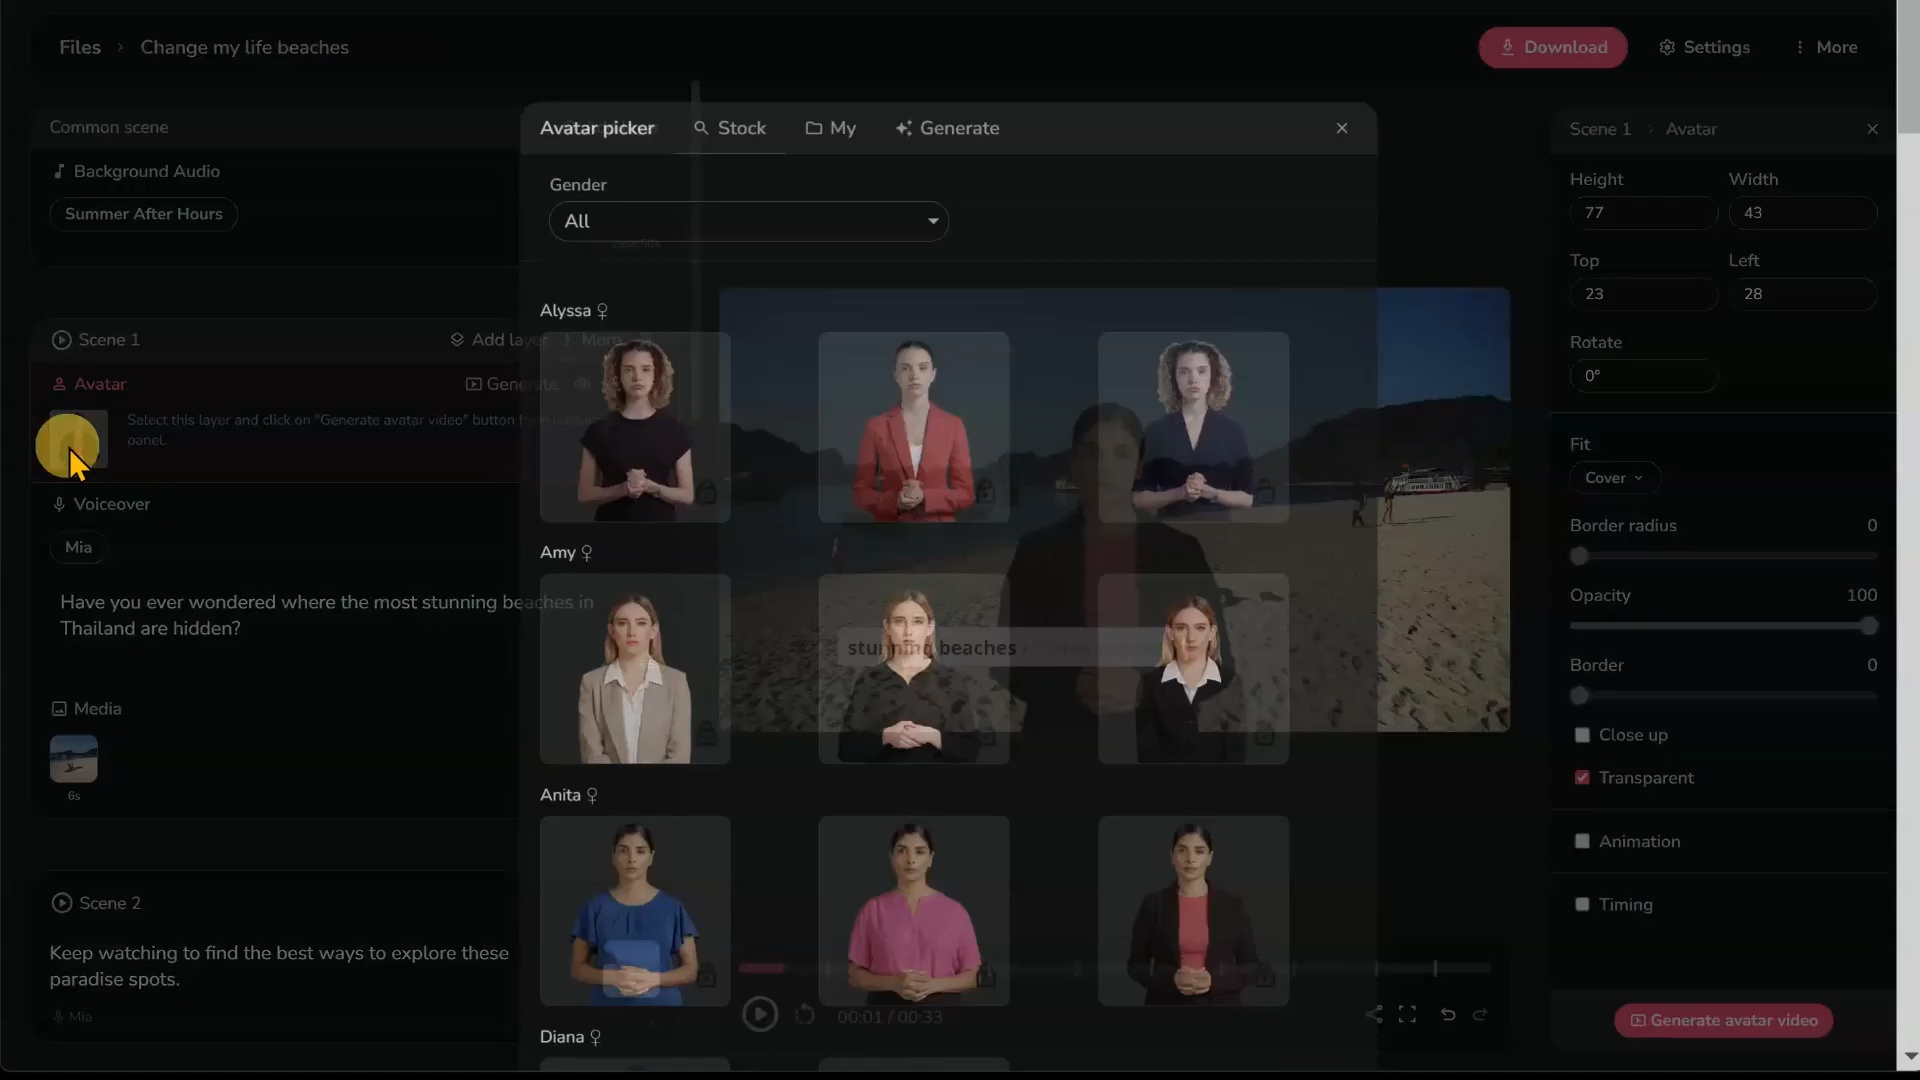 Files
Change my life beaches
Download
Settings
More
Common scene
Background Audio
Summer After Hours
Scene 1
Add layer
More
Avatar
Generate
Select this layer and click on "Generate avatar video" button
panel.
Voiceover
Mia
Have you ever wondered where the most stunning beaches in
Thailand are hidden?
Media
6s
Scene 2
Keep watching to find the best ways to explore these
paradise spots.
Mia
Avatar picker
Stock
My
Generate
Gender
All
Alyssa
Amy
stunning beaches
Anita
Diana
00:01 / 00:33
Scene 1
Avatar
Height
Width
77
43
Top
Left
23
28
Rotate
0°
Fit
Cover
Border radius
0
Opacity
100
Border
0
Close up
Transparent
Animation
Timing
Generate avatar video